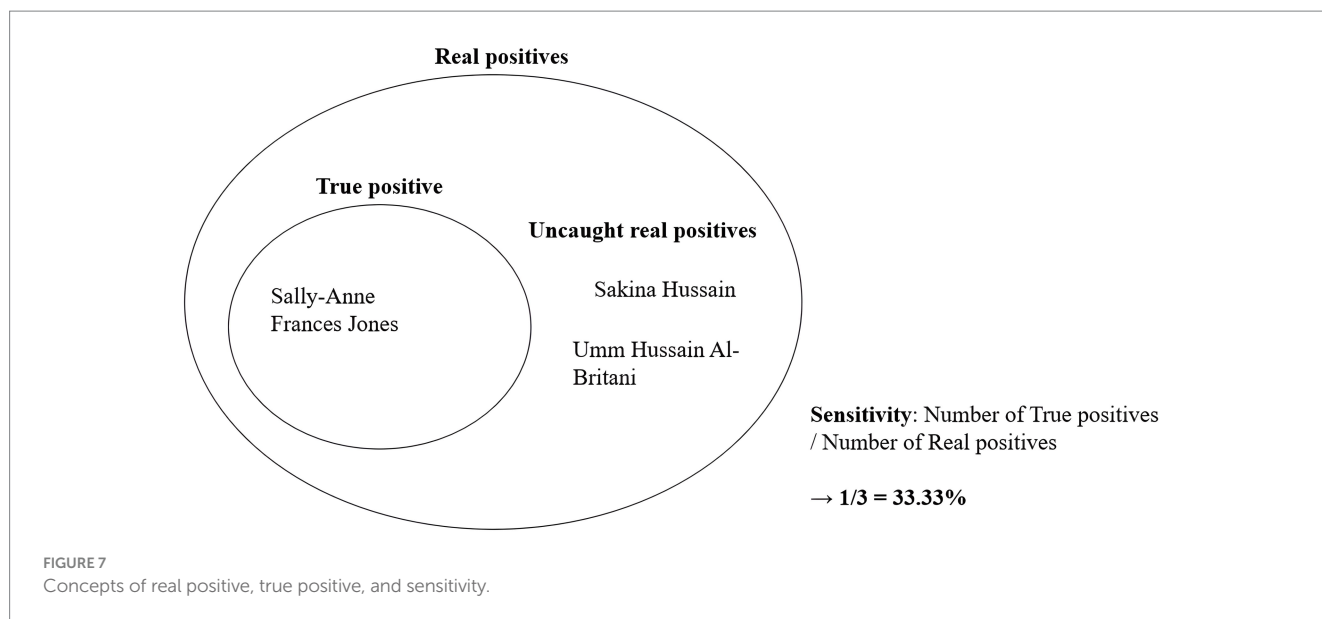 Real positives
True positive
Uncaught real positives
Sally-Anne
Frances Jones
Sakina Hussain
Umm Hussain Al-
Britani
Sensitivity: Number of True positives
/ Number of Real positives
→ 1/3 = 33.33%
FIGURE 7
Concepts of real positive, true positive, and sensitivity.